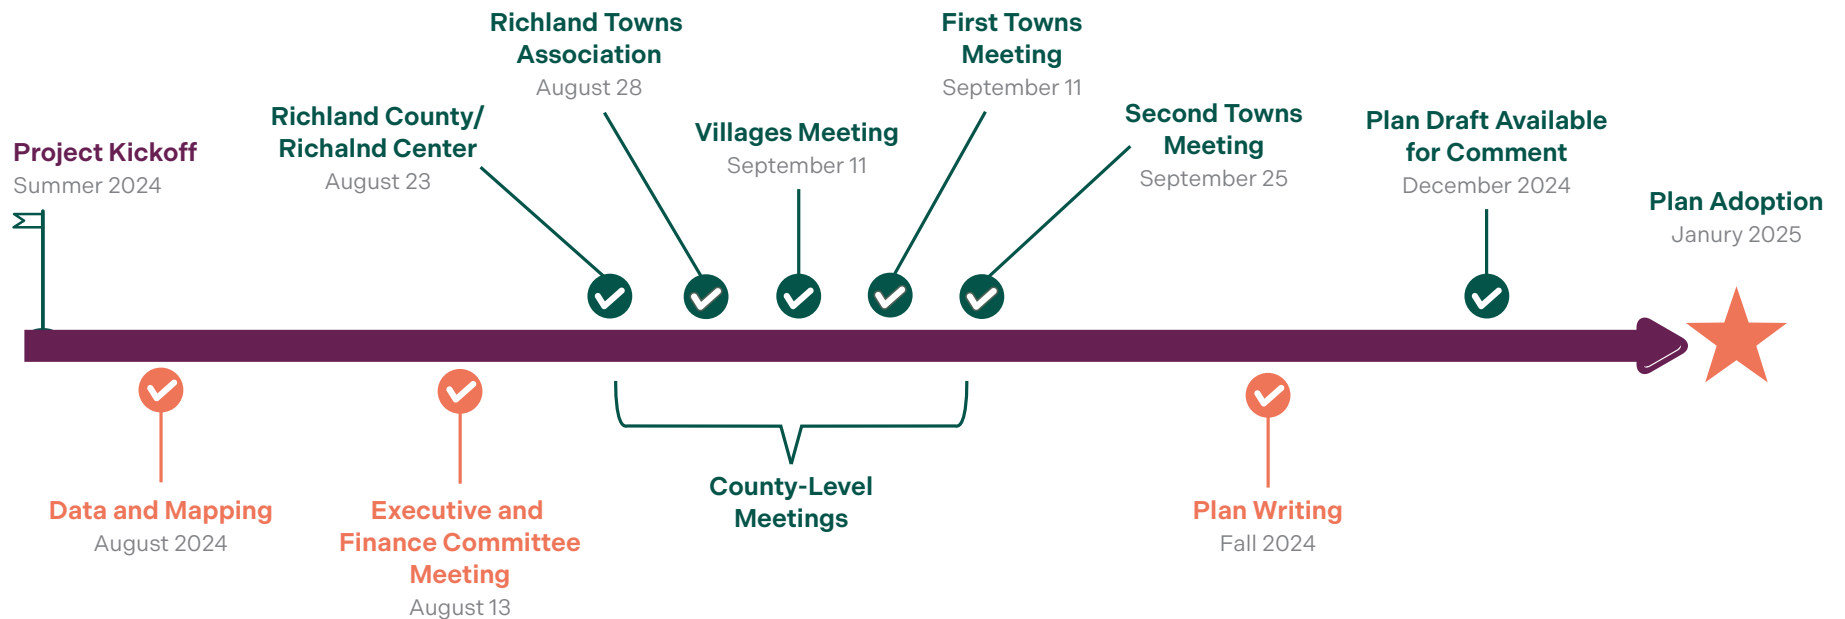 Project Kickoff
Summer 2024
Richland County/
Richalnd Center
August 23
Richland Towns
Association
August 28
Villages Meeting
September 11
First Towns
Meeting
September 11
Second Towns
Meeting
September 25
Plan Draft Available
for Comment
December 2024
Plan Adoption
Janury 2025
Data and Mapping
August 2024
Executive and
Finance Committee
Meeting
August 13
County-Level
Meetings
Plan Writing
Fall 2024